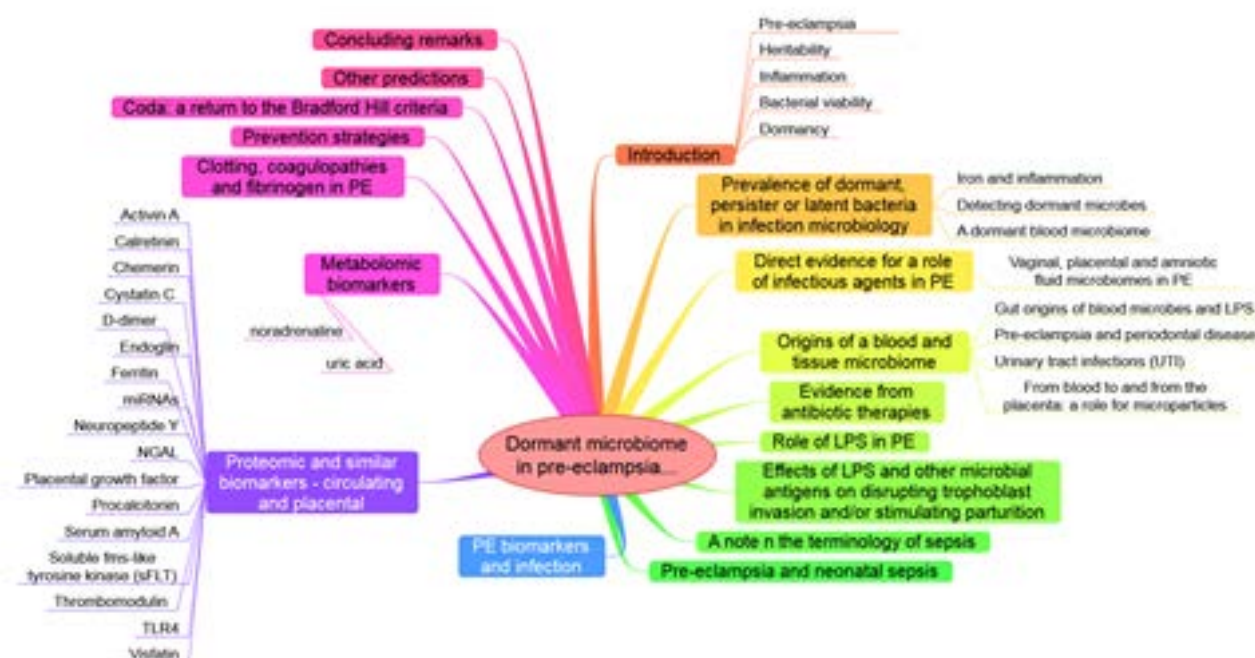 Pre-eclampsia
Heritability
Inflammation
Bacterial viability
Dormancy
Introduction
Prevalence of dormant,
persister or latent bacteria
in infection microbiology
Iron and inflammation
Detecting dormant microbes
A dormant blood microbiome
Direct evidence for a role
of infectious agents in PE
Vaginal, placental and amniotic
fluid microbiomes in PE
Origins of a blood and
tissue microbiome
Gut origins of blood microbes and LPS
Pre-eclampsia and periodontal disease
Urinary tract infections (UTI)
From blood to and from the
placenta: a role for microparticles
Evidence from
antibiotic therapies
Role of LPS in PE
Effects of LPS and other microbial
antigens on disrupting trophoblast
invasion and/or stimulating parturition
A note n the terminology of sepsis
Pre-eclampsia and neonatal sepsis
Dormant microbiome
in pre-eclampsia...
PE biomarkers
and infection
Proteomic and similar
biomarkers - circulating
and placental
Activin A
Calretinin
Chemerin
Cystatin C
D-dimer
Endoglin
Ferritin
miRNAs
Neuropeptide Y
NGAL
Placental growth factor
Procalcitonin
Serum amyloid A
Soluble fms-like
tyrosine kinase (sFLT)
Thrombomodulin
TLR4
Visfatin
Metabolomic
biomarkers
noradrenaline
uric acid
Clotting, coagulopathies
and fibrinogen in PE
Prevention strategies
Coda: a return to the Bradford Hill criteria
Other predictions
Concluding remarks